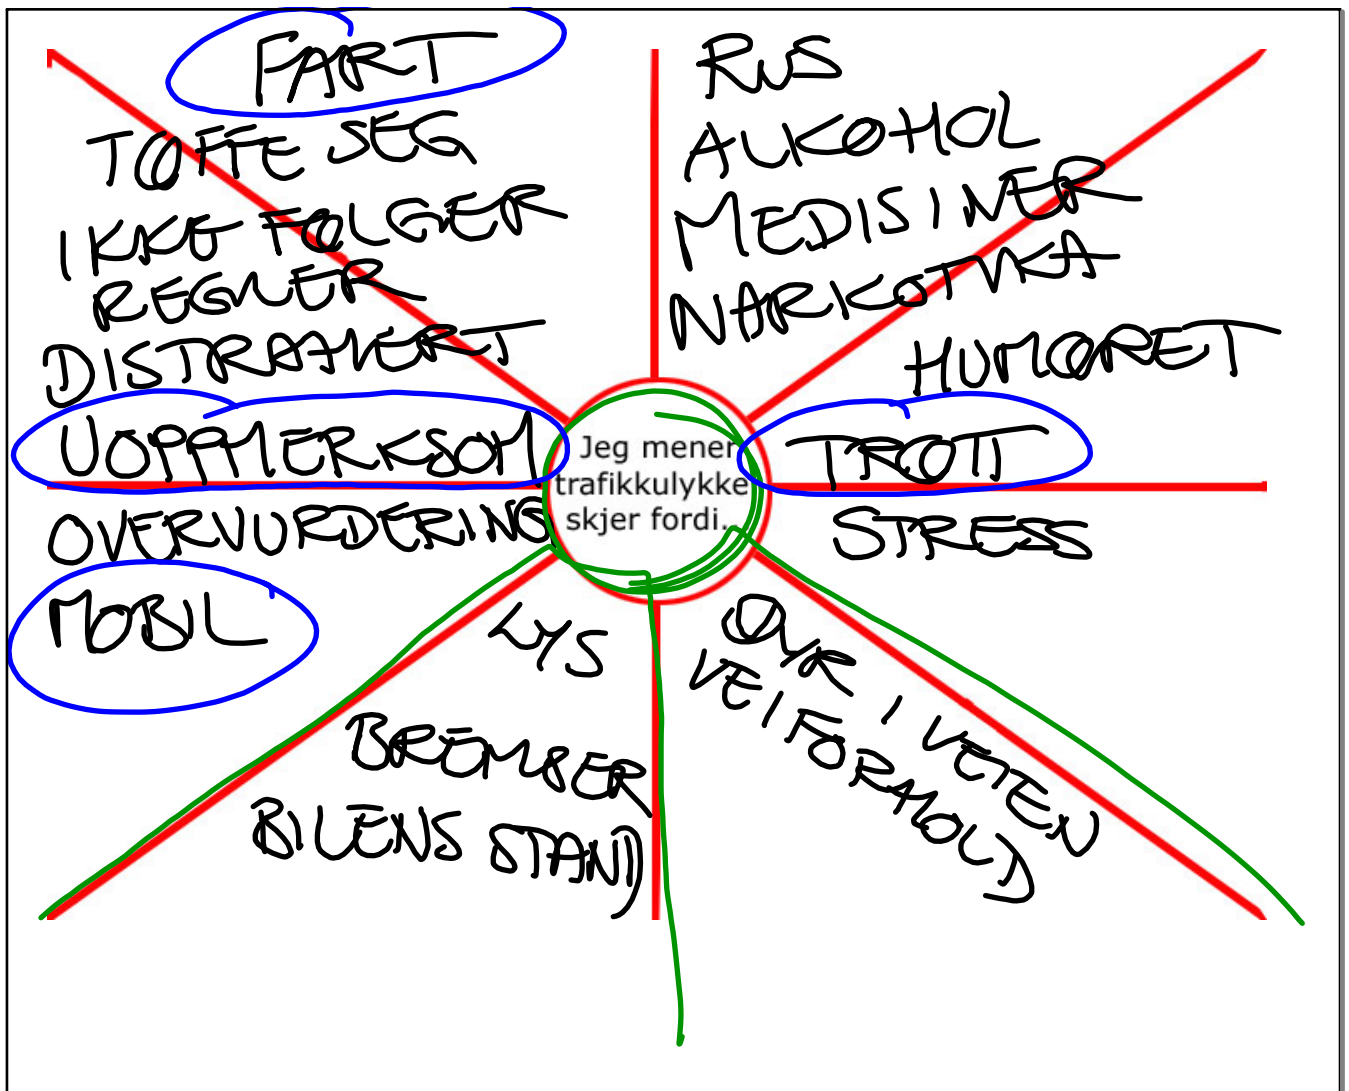 FART
TØFFE SEG
IKKE FØLGER
REGLER
DISTRAHERT
UOPPMERKSOM
OVERVURDERING
MOBIL
RUS
ALKOHOL
MEDISINER
NARKOTIKA
HUMØRET
TRØTT
STRESS
Jeg mener
trafikkulykke
skjer fordi..
LYS
BREMSER
BILENS STAND
DYR I VEIEN
VEIFORHOLD